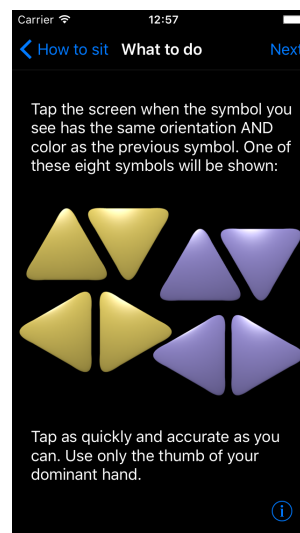 Carrier 12:57
How to sit What to do Next
Tap the screen when the symbol you
see has the same orientation AND
color as the previous symbol. One of
these eight symbols will be shown:
Tap as quickly and accurate as you
can. Use only the thumb of your
dominant hand.